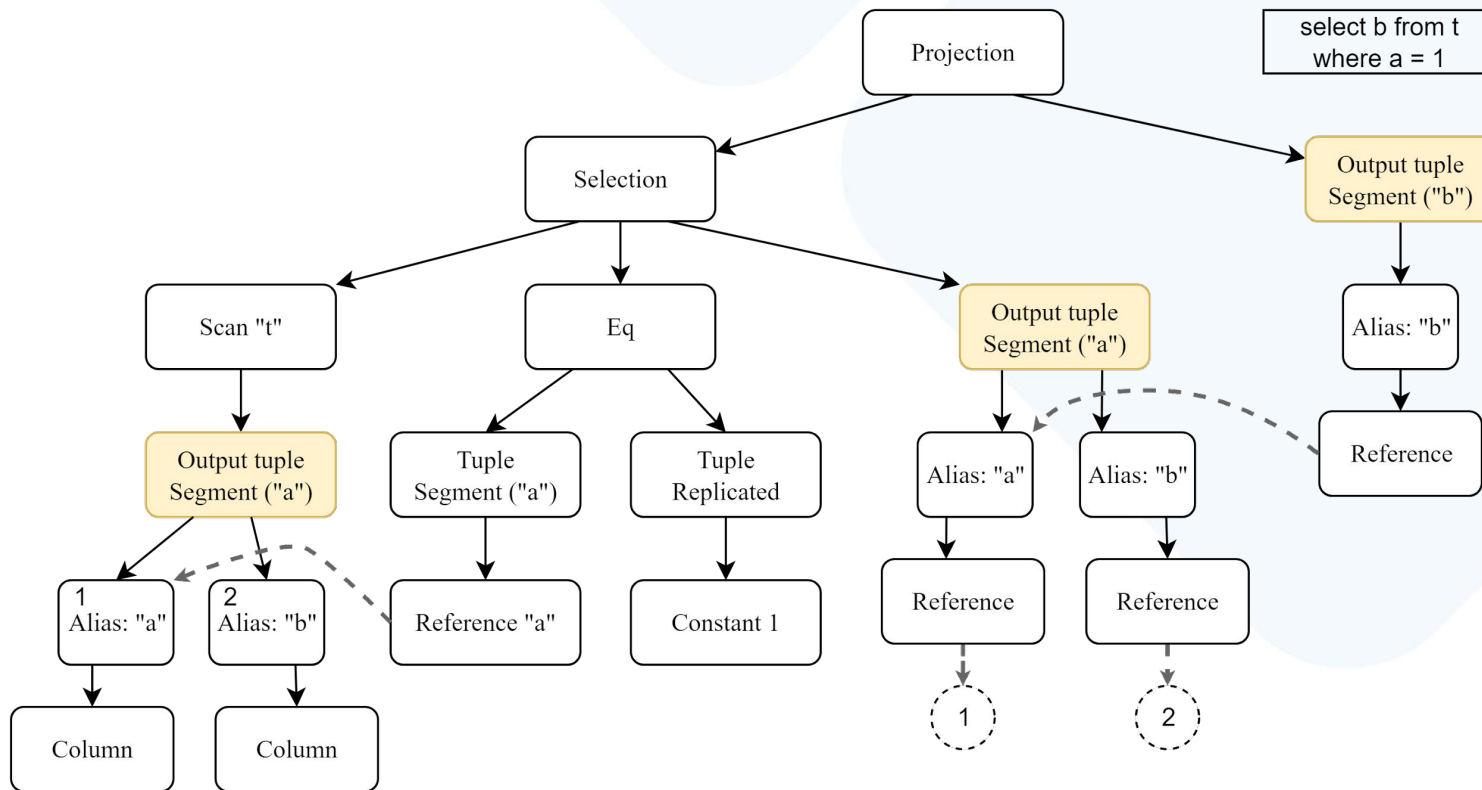 Projection
select b from t
where a = 1
Selection
Output tuple
Segment ("b")
Scan "t"
Eq
Output tuple
Segment ("a")
Alias: "b"
Output tuple
Segment ("a")
Tuple
Segment ("a")
Tuple
Replicated
Alias: "a"
Alias: "b"
Reference
1
Alias: "a"
2
Alias: "b"
Reference "a"
Constant 1
Reference
Reference
Column
Column
1
2